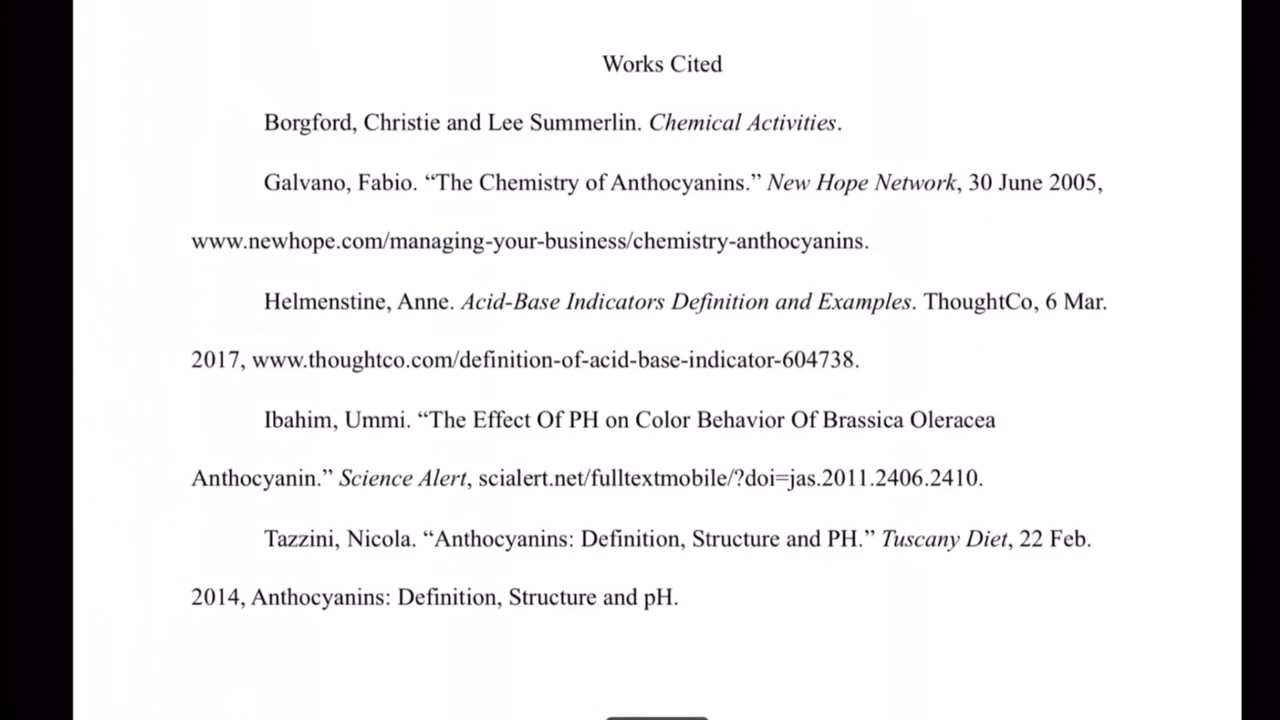 Works Cited
Borgford, Christie and Lee Summerlin. Chemical Activities.
Galvano, Fabio. “The Chemistry of Anthocyanins.” New Hope Network, 30 June 2005,
www.newhope.com/managing-your-business/chemistry-anthocyanins.
Helmenstine, Anne. Acid-Base Indicators Definition and Examples. ThoughtCo, 6 Mar.
2017, www.thoughtco.com/definition-of-acid-base-indicator-604738.
Ibahim, Ummi. “The Effect Of PH on Color Behavior Of Brassica Oleracea
Anthocyanin.” Science Alert, scialert.net/fulltextmobile/?doi=jas.2011.2406.2410.
Tazzini, Nicola. “Anthocyanins: Definition, Structure and PH.” Tuscany Diet, 22 Feb.
2014, Anthocyanins: Definition, Structure and pH.